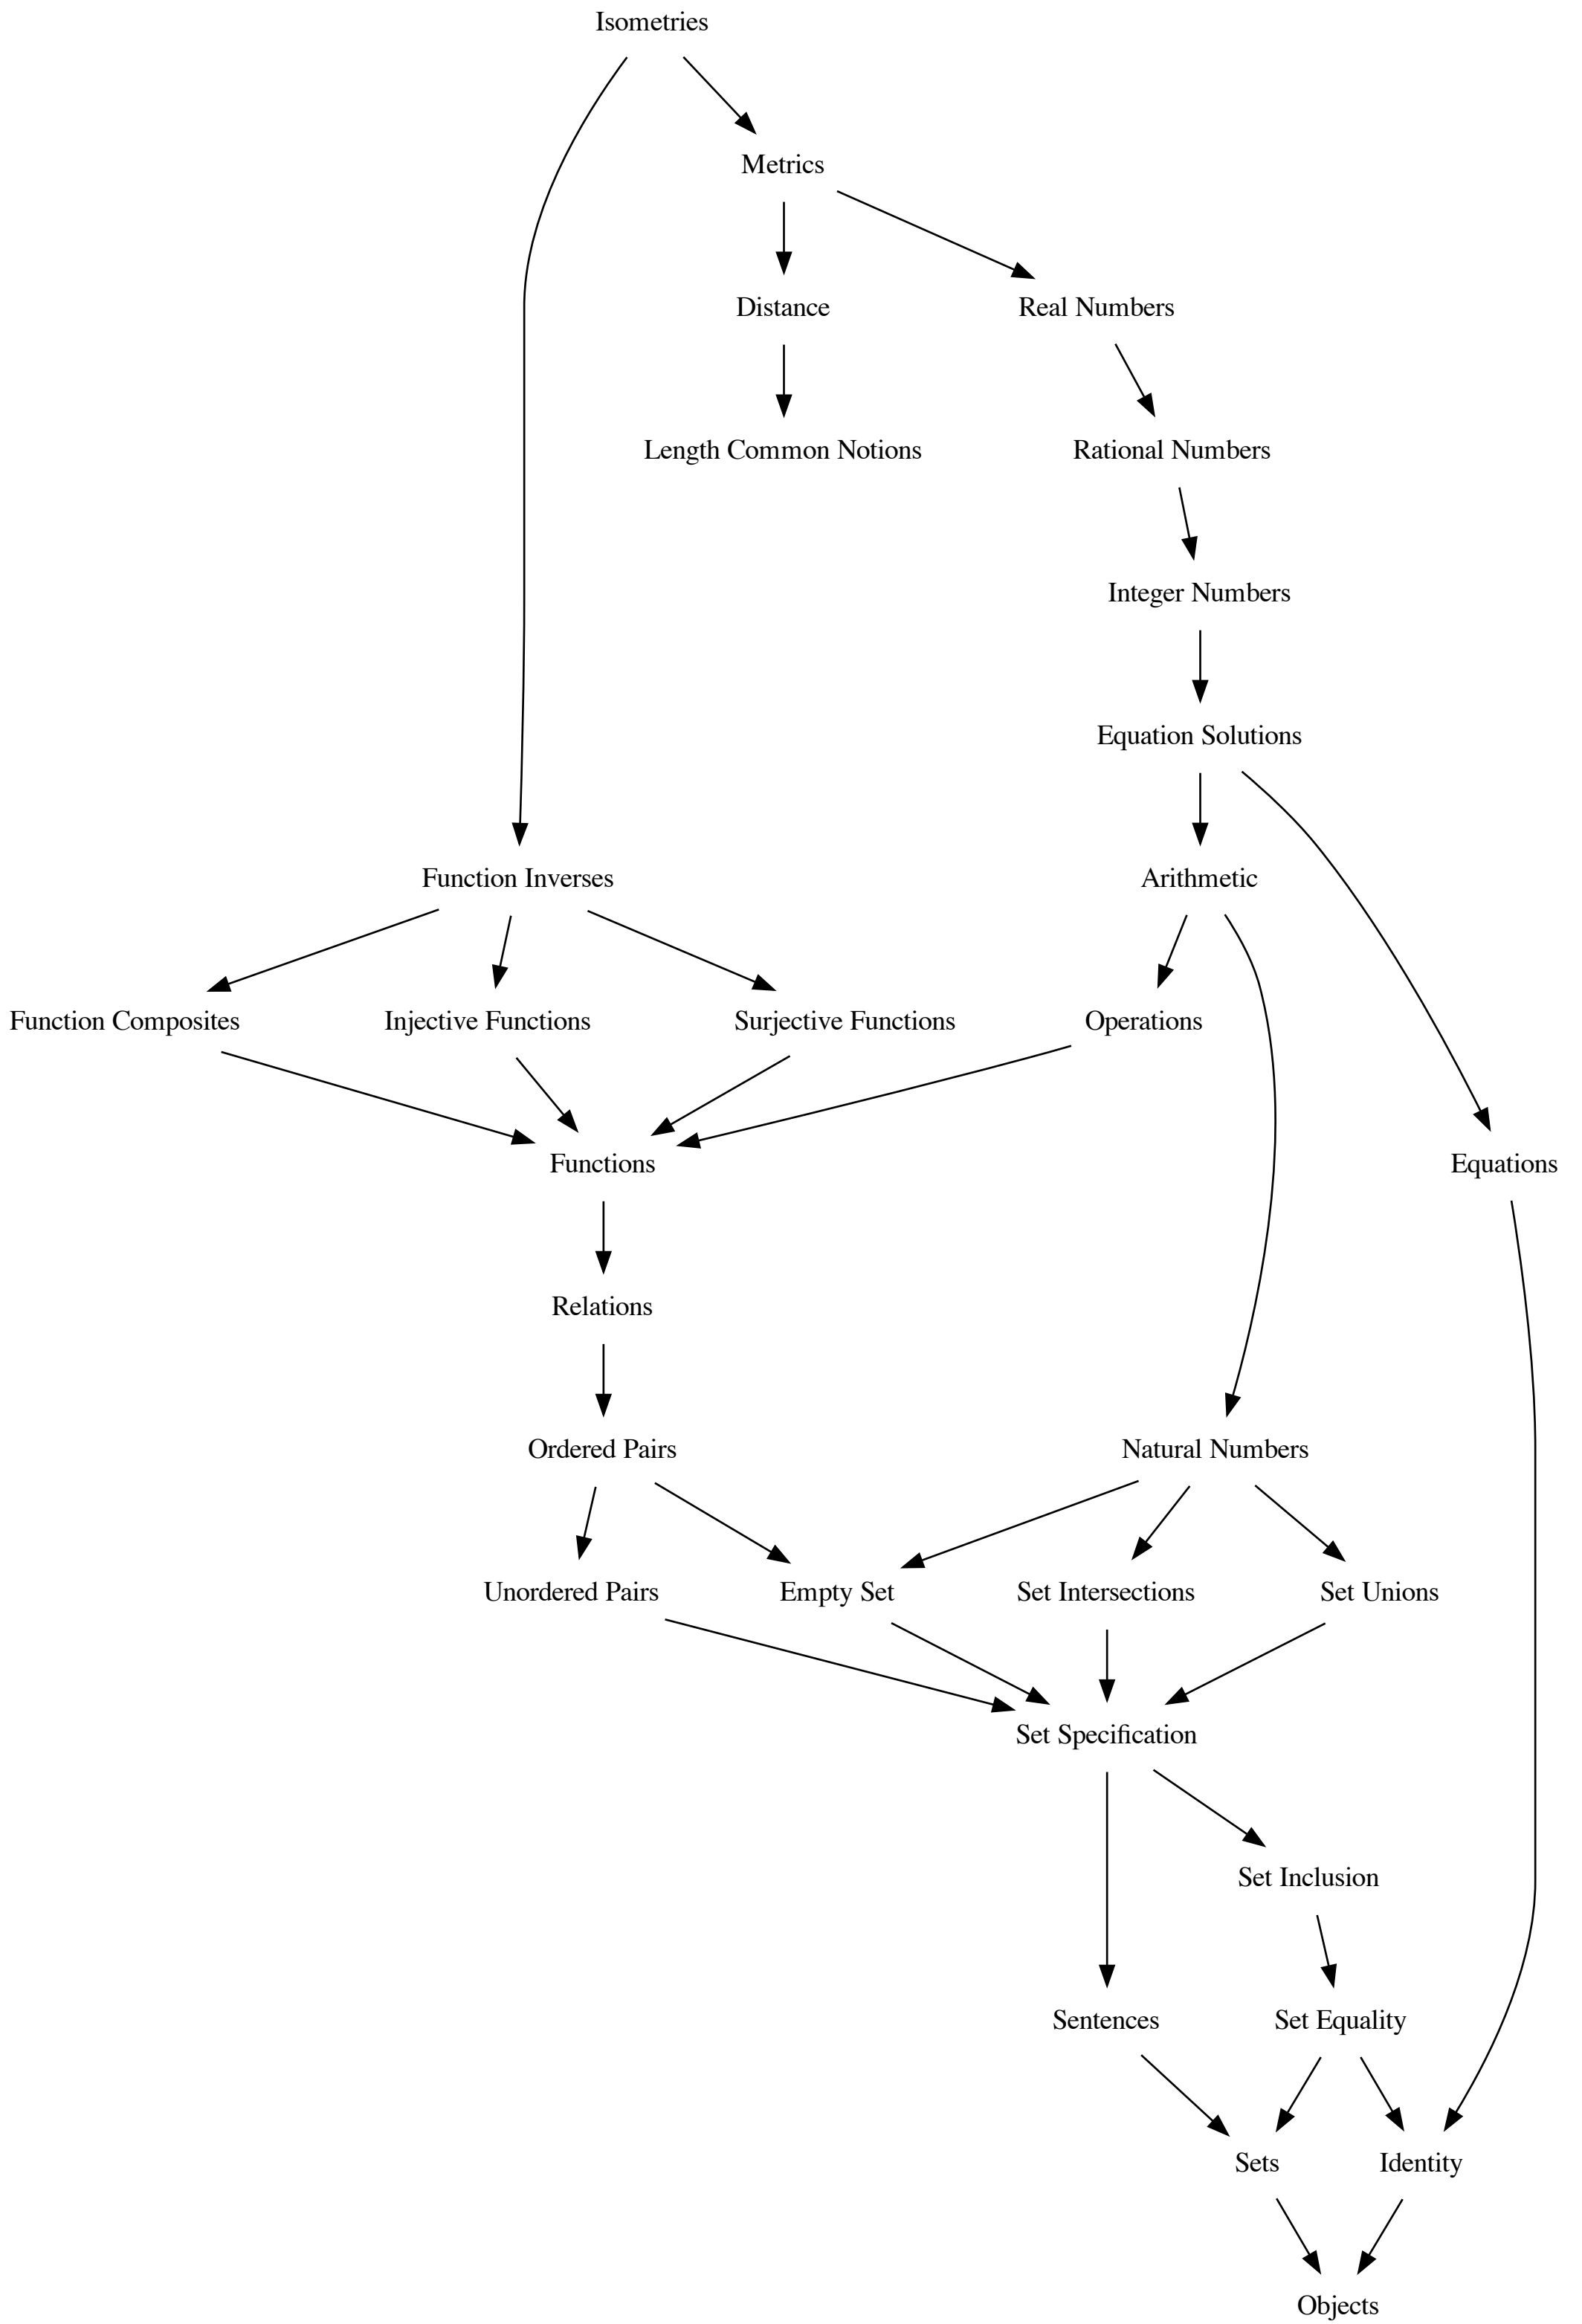 Isometries
Metrics
Distance
Real Numbers
Length Common Notions
Rational Numbers
Integer Numbers
Equation Solutions
Function Inverses
Arithmetic
Function Composites
Injective Functions
Surjective Functions
Operations
Functions
Equations
Relations
Ordered Pairs
Natural Numbers
Unordered Pairs
Empty Set
Set Intersections
Set Unions
Set Specification
Set Inclusion
Sentences
Set Equality
Sets
Identity
Objects